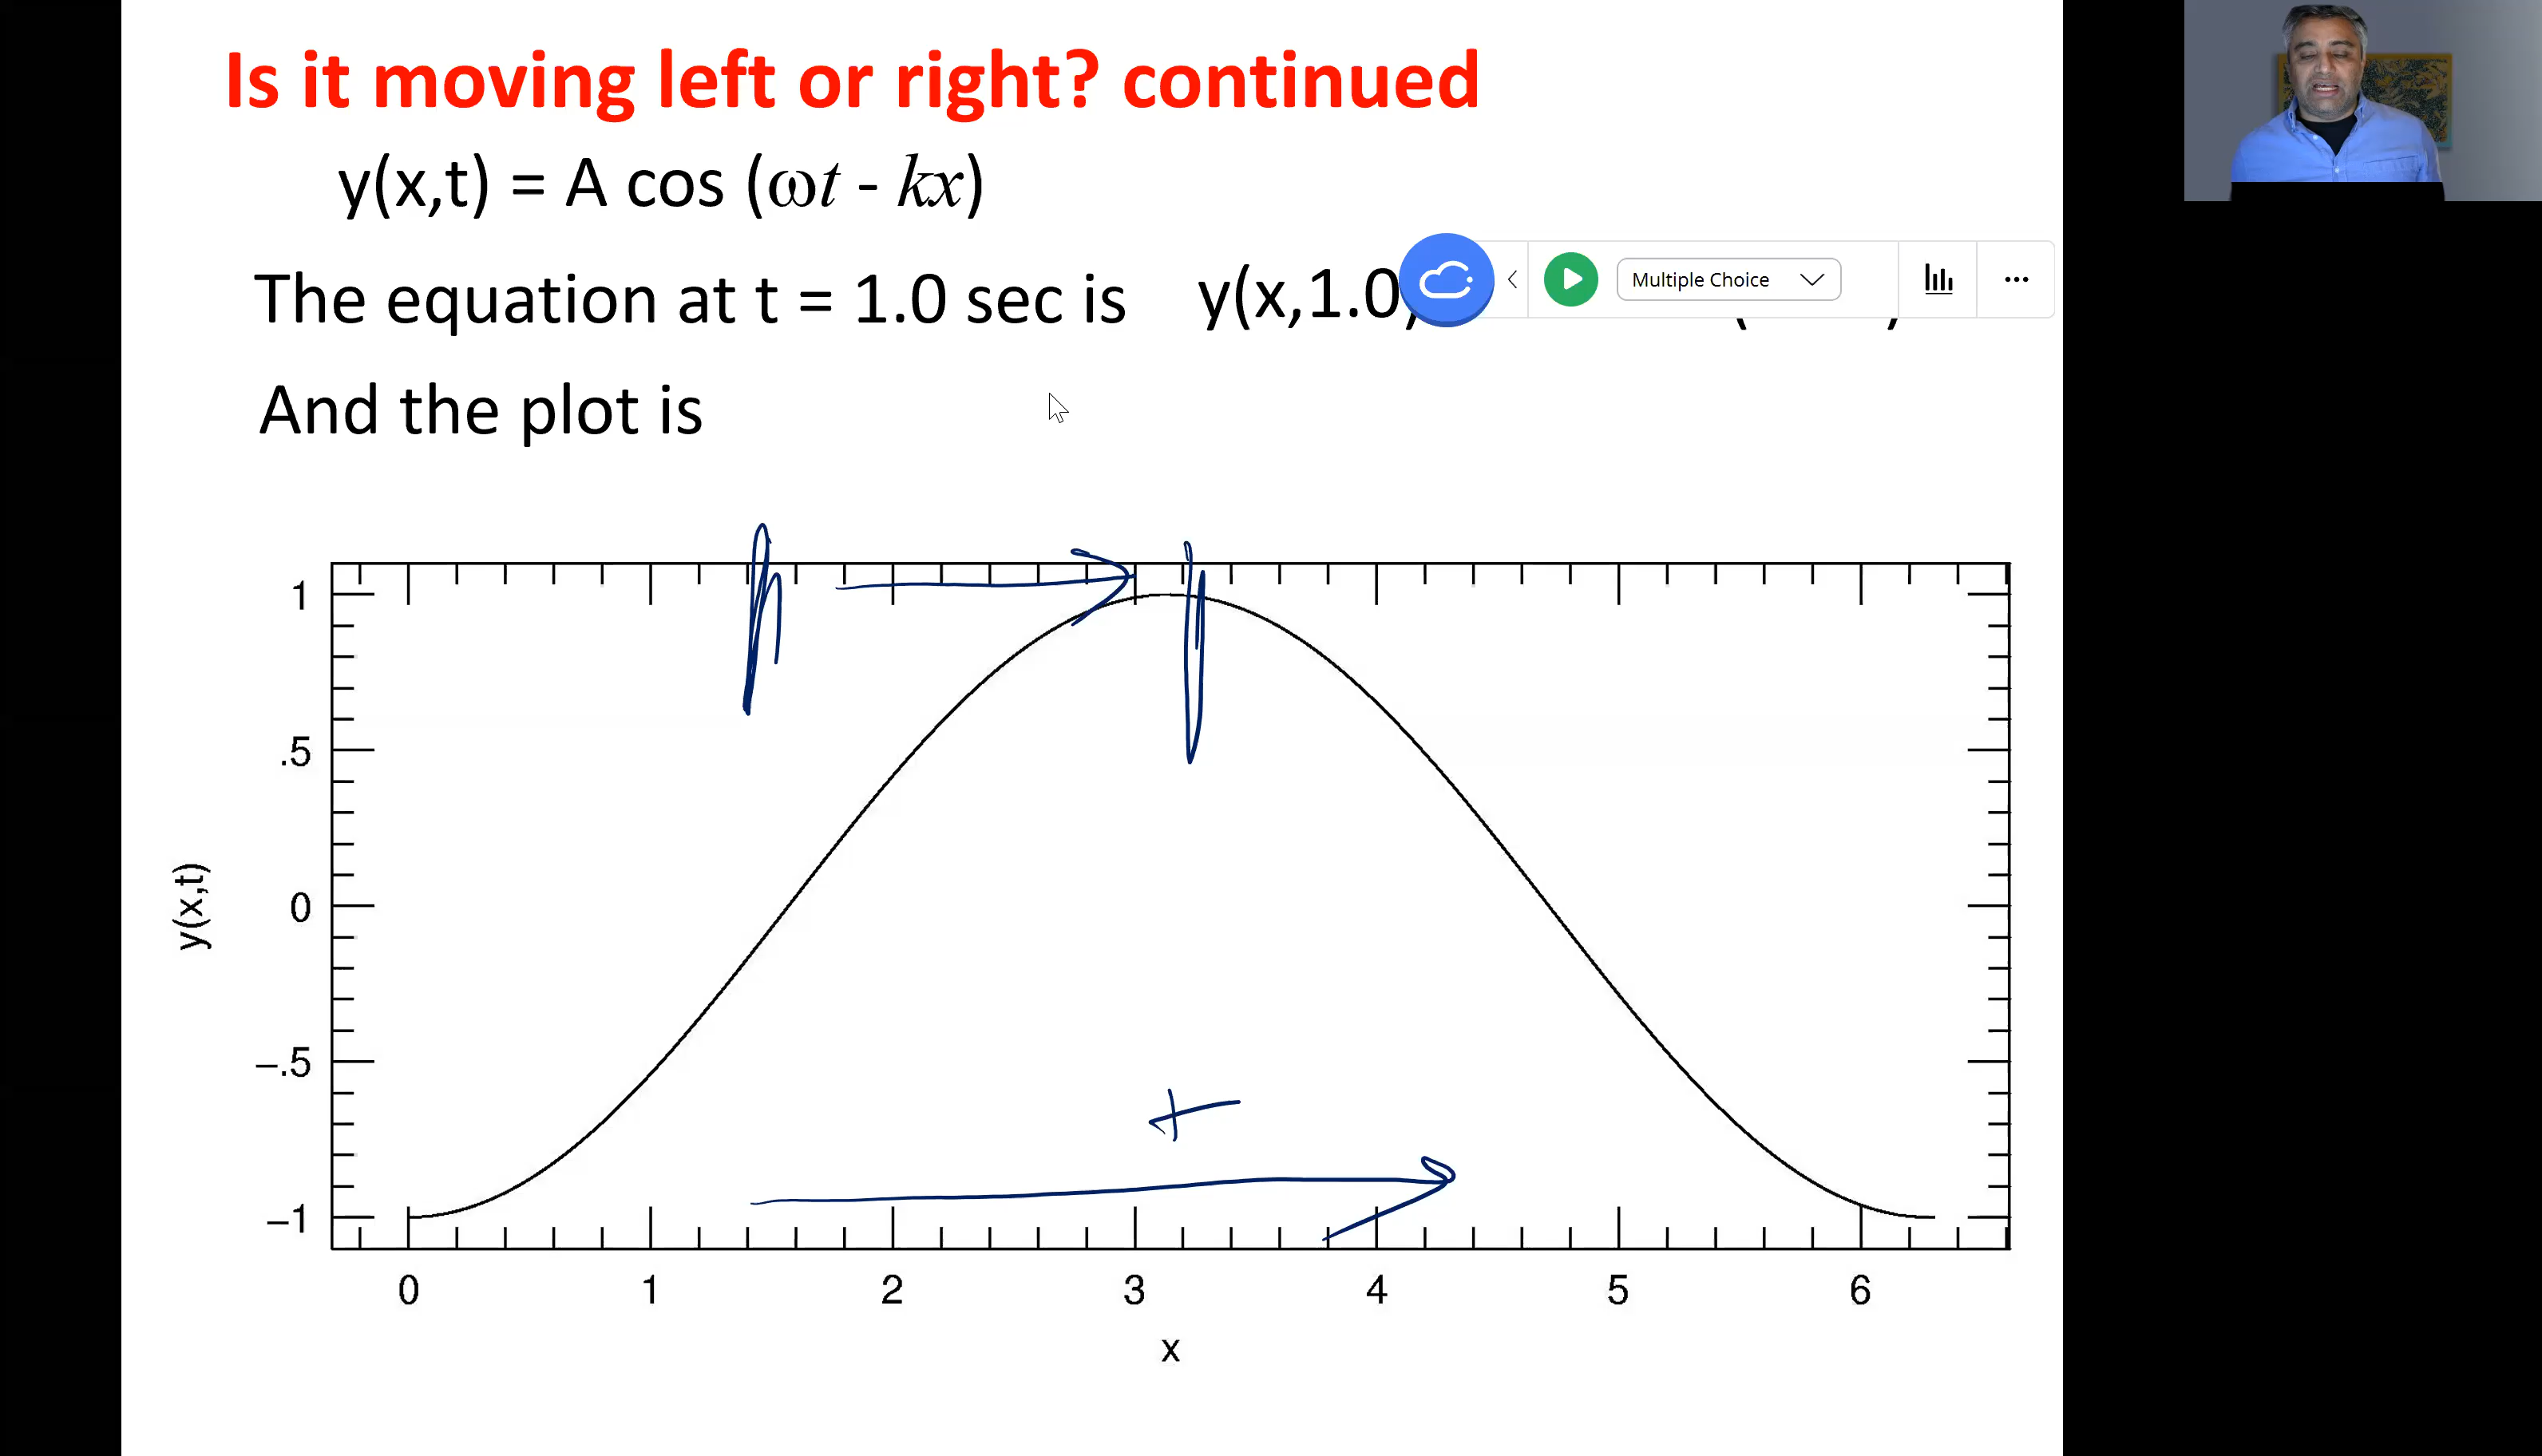 Is it moving left or right? continued
y(x,t) = A cos (ωt - kx)
The equation at t = 1.0 sec is y(x,1.0)
Multiple Choice
And the plot is
1
.5
0
−.5
−1
y(x,t)
+
0 1 2 3 4 5 6
x